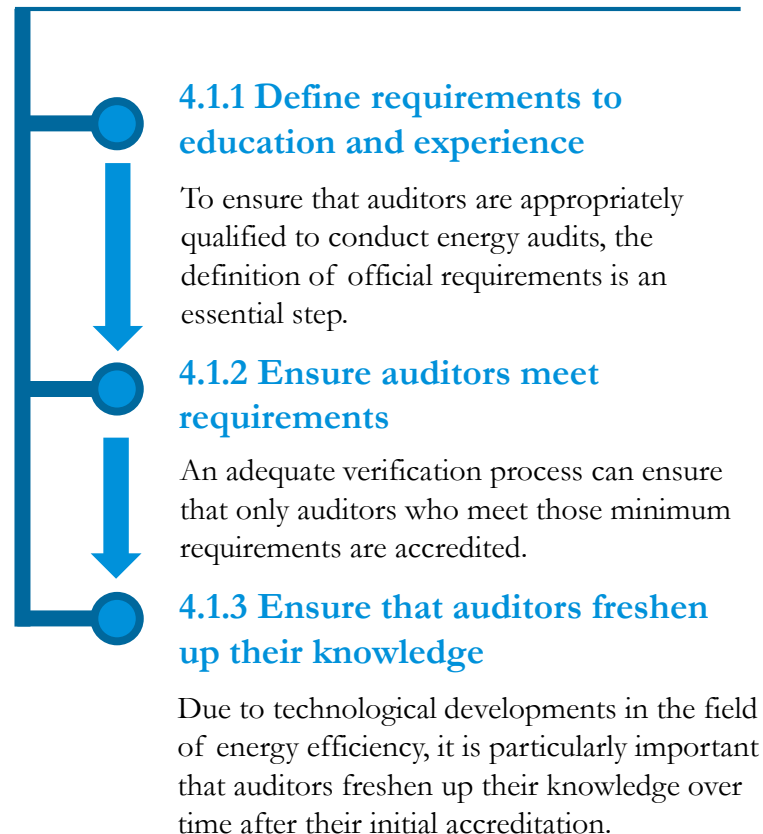 4.1.1 Define requirements to
education and experience
To ensure that auditors are appropriately
qualified to conduct energy audits, the
definition of official requirements is an
essential step.
4.1.2 Ensure auditors meet
requirements
An adequate verification process can ensure
that only auditors who meet those minimum
requirements are accredited.
4.1.3 Ensure that auditors freshen
up their knowledge
Due to technological developments in the field
of energy efficiency, it is particularly important
that auditors freshen up their knowledge over
time after their initial accreditation.